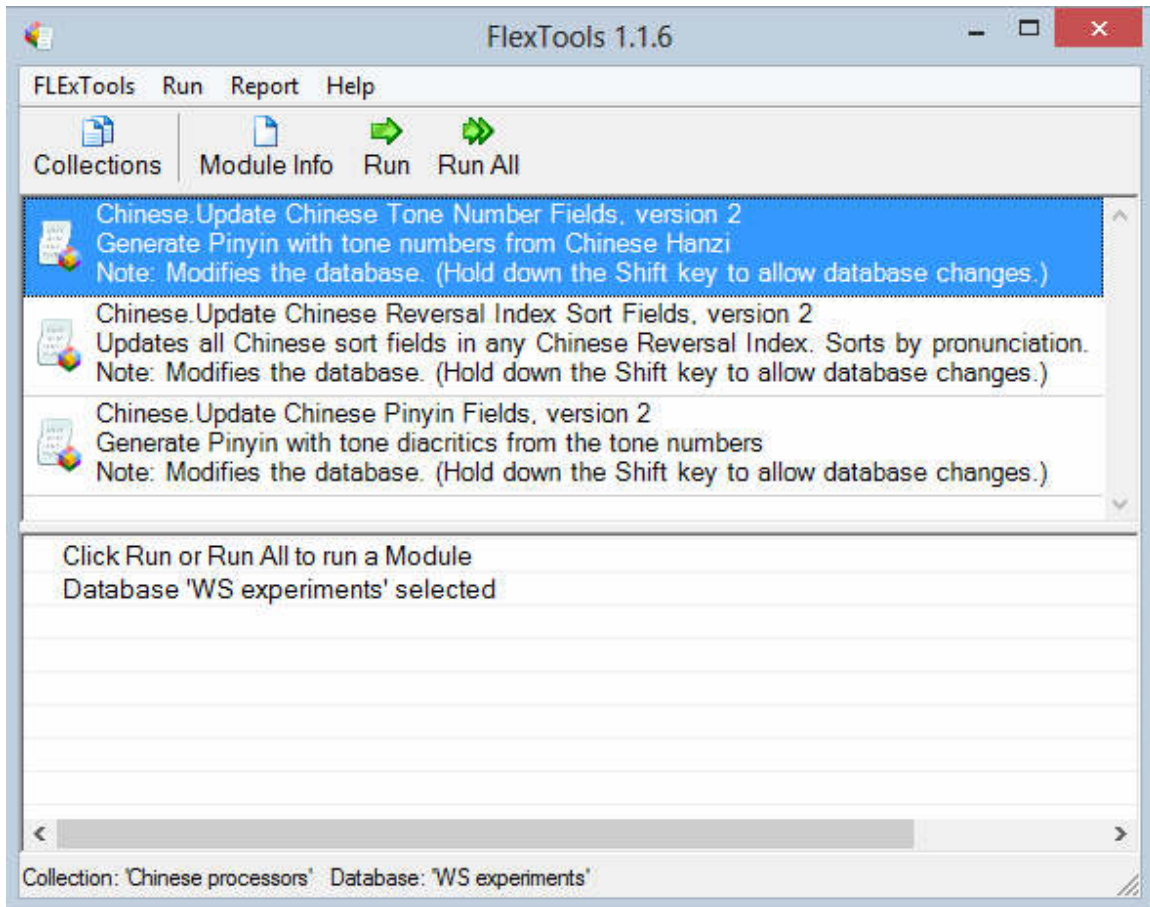 FlexTools 1.1.6
FLExTools Run Report Help
Collections Module Info Run Run All
Chinese.Update Chinese Tone Number Fields, version 2
Generate Pinyin with tone numbers from Chinese Hanzi
Note: Modifies the database. (Hold down the Shift key to allow database changes.)
Chinese.Update Chinese Reversal Index Sort Fields, version 2
Updates all Chinese sort fields in any Chinese Reversal Index. Sorts by pronunciation.
Note: Modifies the database. (Hold down the Shift key to allow database changes.)
Chinese.Update Chinese Pinyin Fields, version 2
Generate Pinyin with tone diacritics from the tone numbers
Note: Modifies the database. (Hold down the Shift key to allow database changes.)
Click Run or Run All to run a Module
Database 'WS experiments' selected
Collection: 'Chinese processors' Database: 'WS experiments'